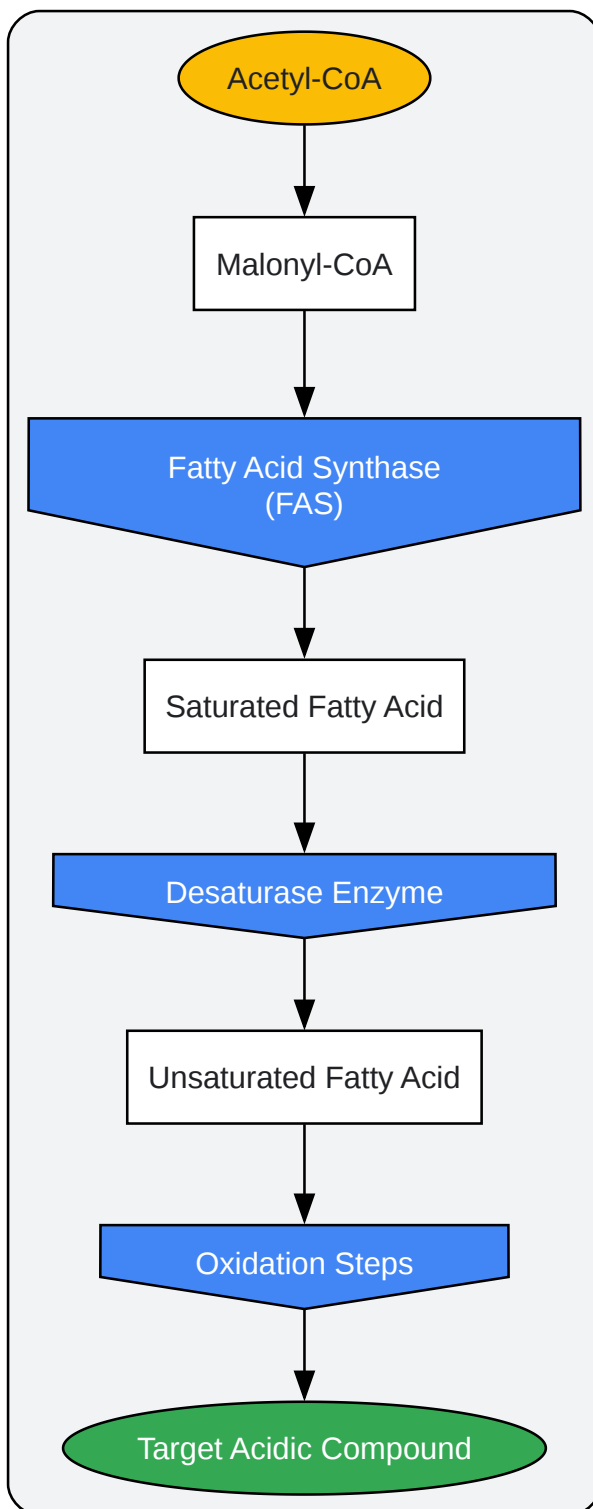 Acetyl-CoA
Malonyl-CoA
Fatty Acid Synthase
(FAS)
Saturated Fatty Acid
Desaturase Enzyme
Unsaturated Fatty Acid
Oxidation Steps
Target Acidic Compound